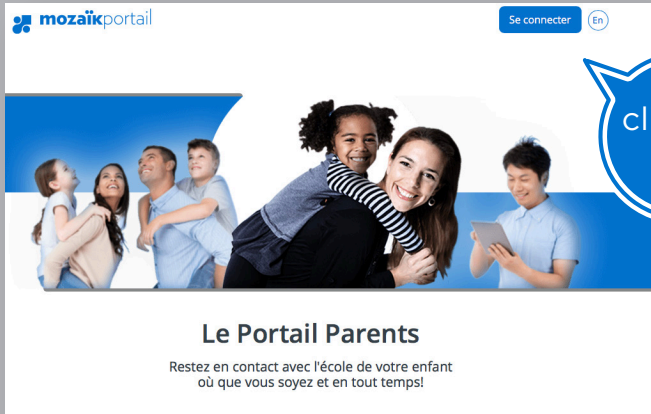 mozaïkportail
Se connecter
En
Le Portail Parents
Restez en contact avec l'école de votre enfant
où que vous soyez et en tout temps!